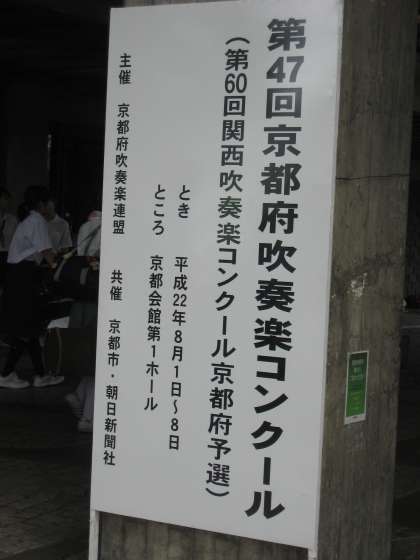 第47回京都府吹奏楽コンクール
(第60回関西吹奏楽コンクール京都府予選)
とき　平成22年8月1日～8日
ところ　京都会館第1ホール
主催　京都府吹奏楽連盟　共催　京都市・朝日新聞社